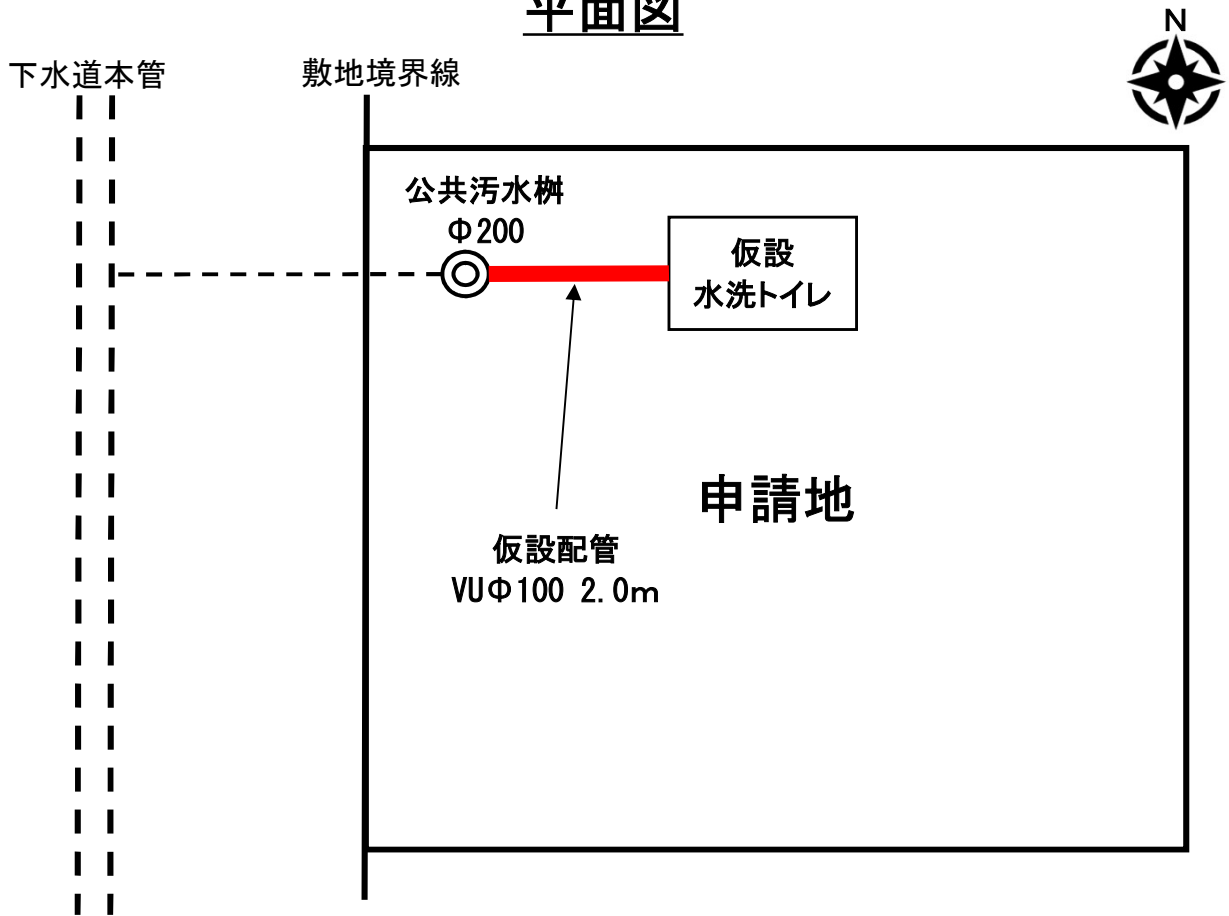 平面図
N
下水道本管
敷地境界線
公共汚水桝
Φ200
仮設
水洗トイレ
申請地
仮設配管
VUΦ100 2.0m